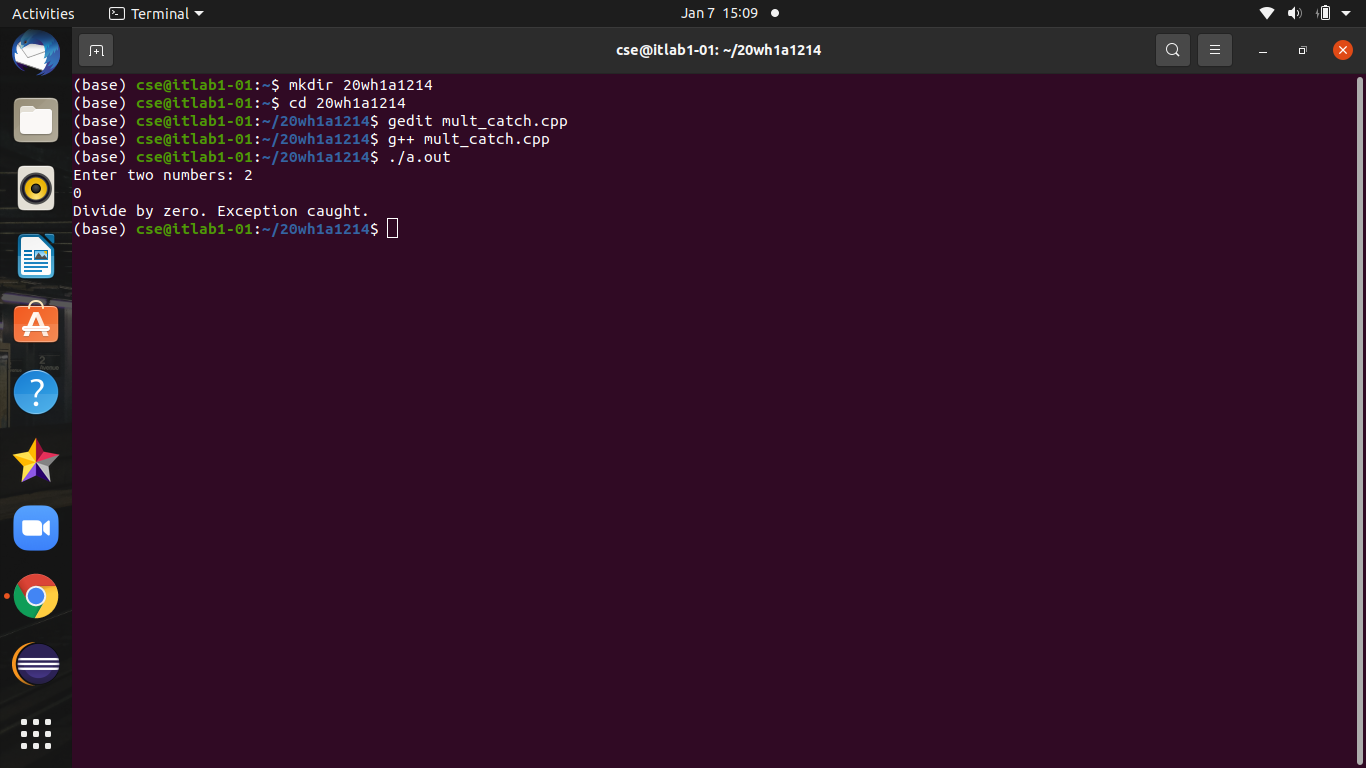 Activities Terminal Jan 7 15:09
cse@itlab1-01: ~/20wh1a1214
(base) cse@itlab1-01:~$ mkdir 20wh1a1214
(base) cse@itlab1-01:~$ cd 20wh1a1214
(base) cse@itlab1-01:~/20wh1a1214$ gedit mult_catch.cpp
(base) cse@itlab1-01:~/20wh1a1214$ g++ mult_catch.cpp
(base) cse@itlab1-01:~/20wh1a1214$ ./a.out
Enter two numbers: 2
0
Divide by zero. Exception caught.
(base) cse@itlab1-01:~/20wh1a1214$